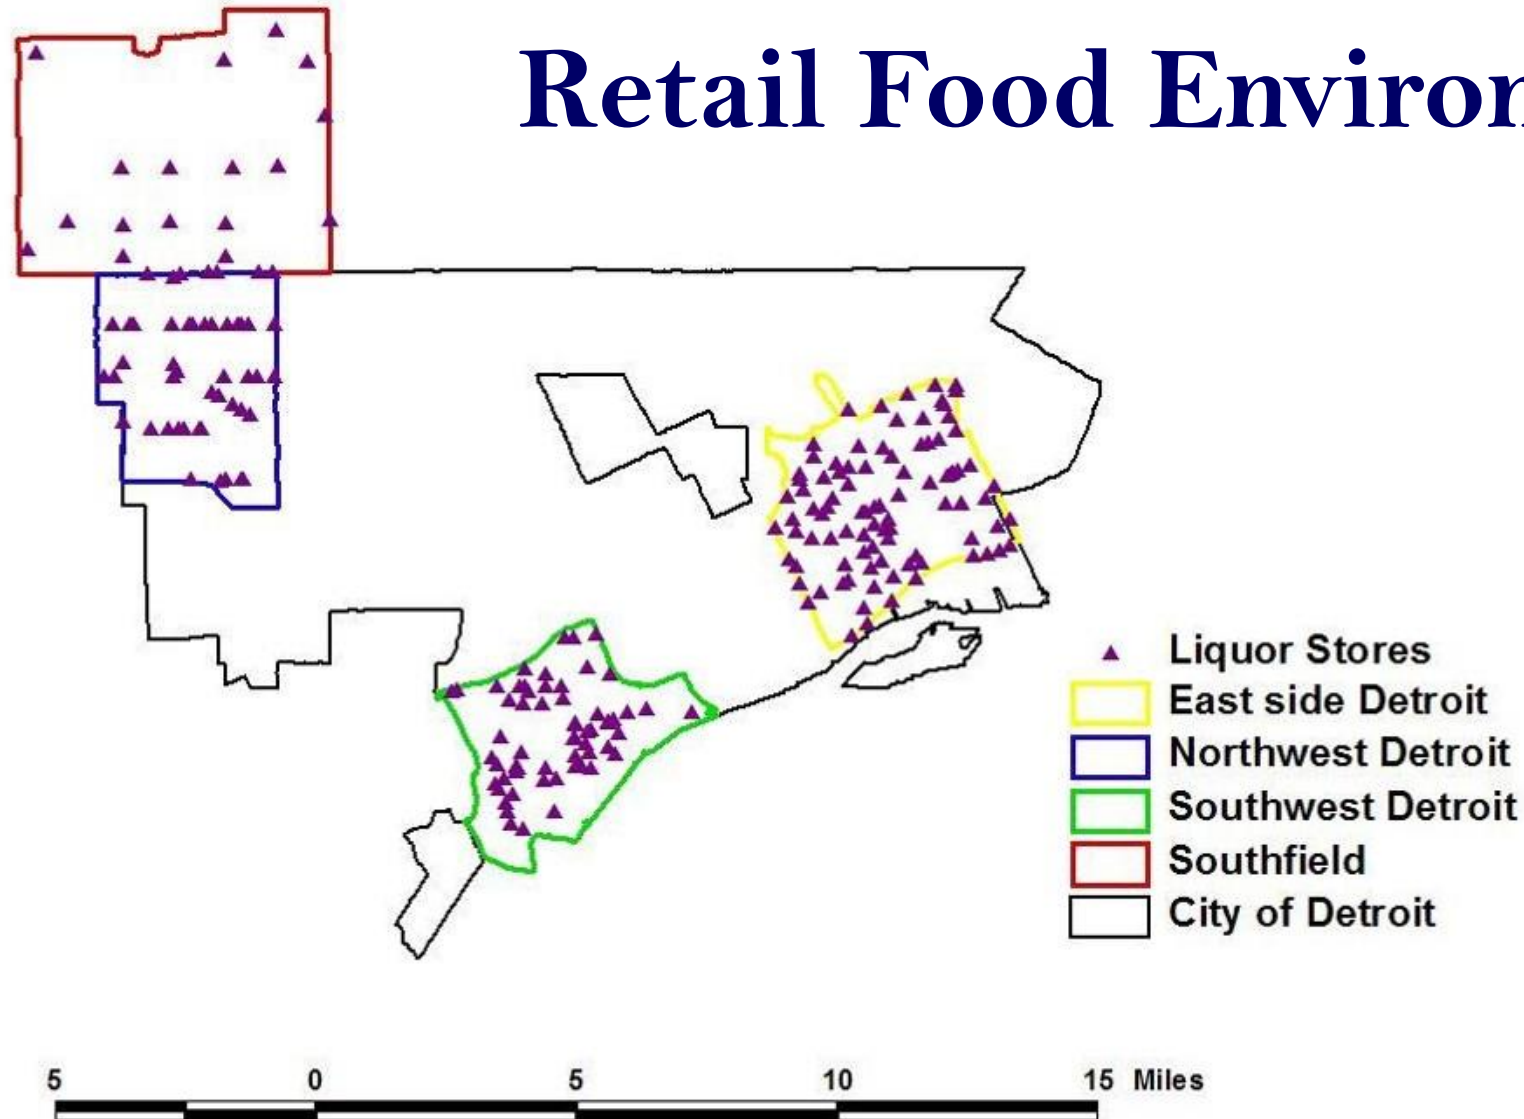 Retail Food Environ
Liquor Stores
East side Detroit
Northwest Detroit
Southwest Detroit
Southfield
City of Detroit
5 0 5 10 15 Miles